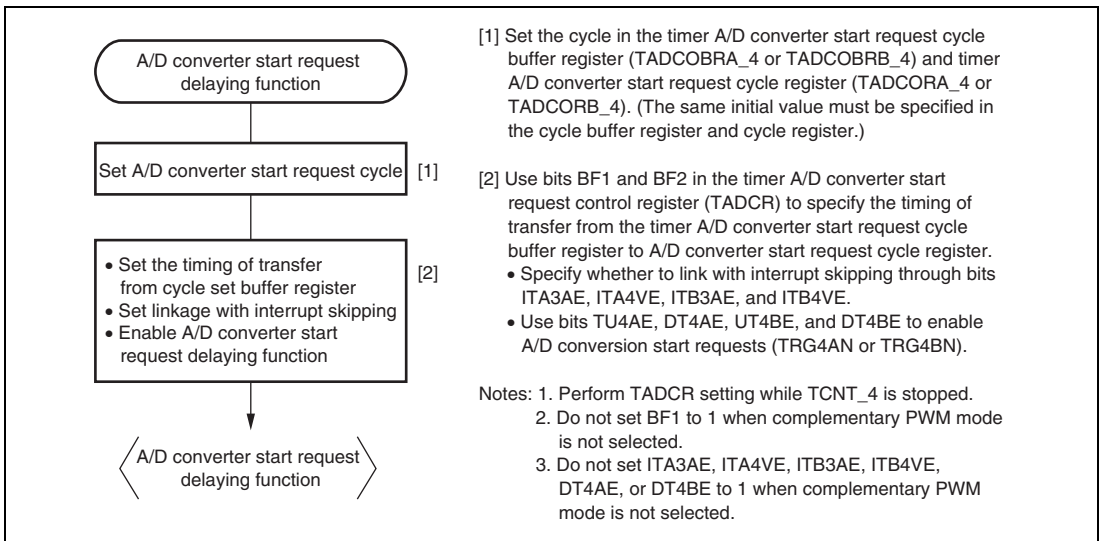 A/D converter start request
delaying function
Set A/D converter start request cycle [1]
• Set the timing of transfer
from cycle set buffer register
• Set linkage with interrupt skipping
• Enable A/D converter start
request delaying function
[2]
A/D converter start request
delaying function
[1] Set the cycle in the timer A/D converter start request cycle
buffer register (TADCOBRA_4 or TADCOBRB_4) and timer
A/D converter start request cycle register (TADCORA_4 or
TADCORB_4). (The same initial value must be specified in
the cycle buffer register and cycle register.)
[2] Use bits BF1 and BF2 in the timer A/D converter start
request control register (TADCR) to specify the timing of
transfer from the timer A/D converter start request cycle
buffer register to A/D converter start request cycle register.
• Specify whether to link with interrupt skipping through bits
ITA3AE, ITA4VE, ITB3AE, and ITB4VE.
• Use bits TU4AE, DT4AE, UT4BE, and DT4BE to enable
A/D conversion start requests (TRG4AN or TRG4BN).
Notes: 1. Perform TADCR setting while TCNT_4 is stopped.
2. Do not set BF1 to 1 when complementary PWM mode
is not selected.
3. Do not set ITA3AE, ITA4VE, ITB3AE, ITB4VE,
DT4AE, or DT4BE to 1 when complementary PWM
mode is not selected.